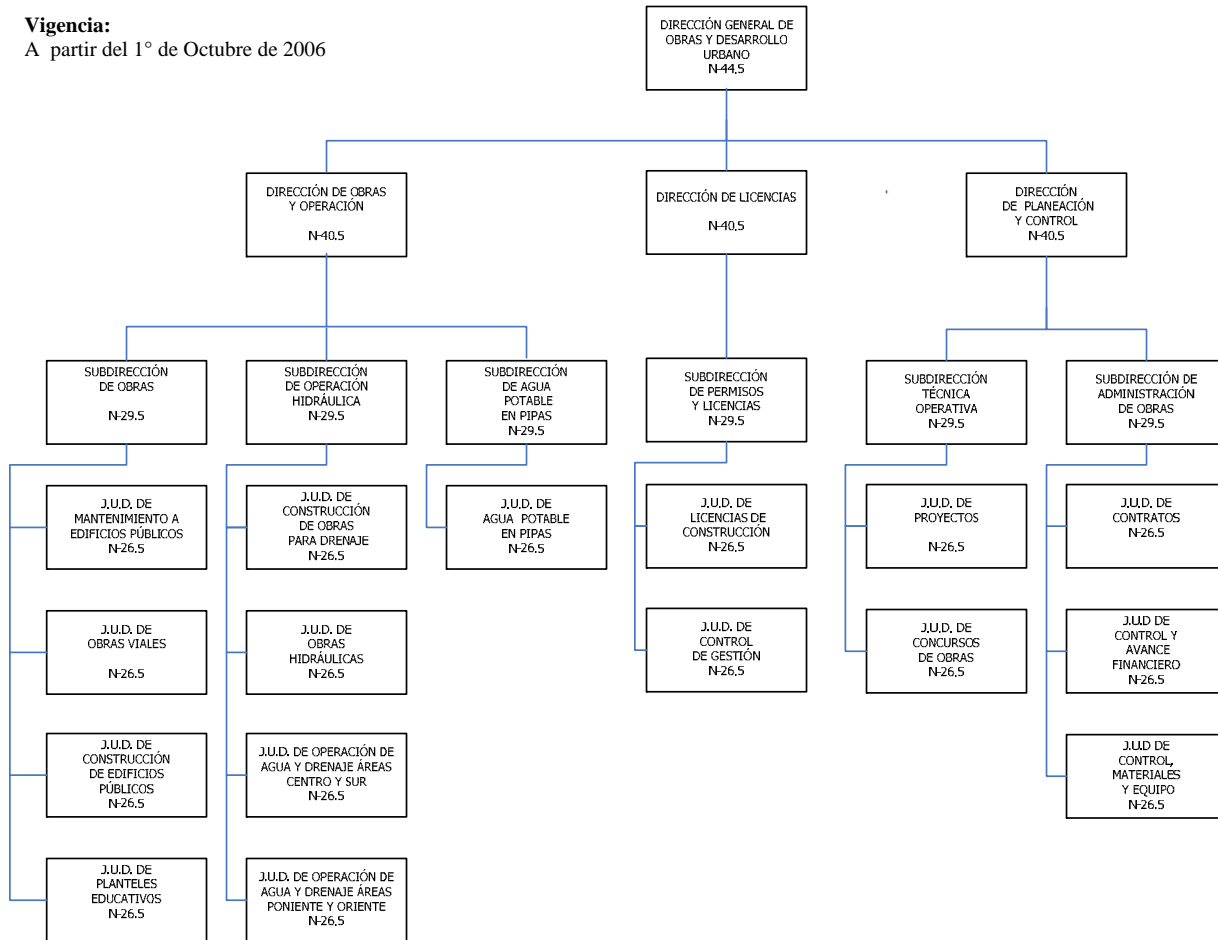 Vigencia:
A partir del 1° de Octubre de 2006
DIRECCIÓN GENERAL DE
OBRAS Y DESARROLLO
URBANO
N-44.5
DIRECCIÓN DE OBRAS
Y OPERACIÓN
N-40.5
DIRECCIÓN DE LICENCIAS
N-40.5
DIRECCIÓN
DE PLANEACIÓN
Y CONTROL
N-40.5
SUBDIRECCIÓN
DE OBRAS
N-29.5
SUBDIRECCIÓN
DE OPERACIÓN
HIDRÁULICA
N-29.5
SUBDIRECCIÓN
DE AGUA
POTABLE
EN PIPAS
N-29.5
SUBDIRECCIÓN
DE PERMISOS
Y LICENCIAS
N-29.5
SUBDIRECCIÓN
TÉCNICA
OPERATIVA
N-29.5
SUBDIRECCIÓN DE
ADMINISTRACIÓN
DE OBRAS
N-29.5
J.U.D. DE
MANTENIMIENTO A
EDIFICIOS PÚBLICOS
N-26.5
J.U.D. DE
CONSTRUCCIÓN
DE OBRAS
PARA DRENAJE
N-26.5
J.U.D. DE
AGUA POTABLE
EN PIPAS
N-26.5
J.U.D. DE
LICENCIAS DE
CONSTRUCCIÓN
N-26.5
J.U.D. DE
PROYECTOS
N-26.5
J.U.D. DE
CONTRATOS
N-26.5
J.U.D. DE
OBRAS VIALES
N-26.5
J.U.D. DE
OBRAS
HIDRÁULICAS
N-26.5
J.U.D. DE
CONTROL
DE GESTIÓN
N-26.5
J.U.D. DE
CONCURSOS
DE OBRAS
N-26.5
J.U.D DE
CONTROL Y
AVANCE
FINANCIERO
N-26.5
J.U.D. DE
CONSTRUCCIÓN
DE EDIFICIOS
PÚBLICOS
N-26.5
J.U.D. DE OPERACIÓN DE
AGUA Y DRENAJE ÁREAS
CENTRO Y SUR
N-26.5
J.U.D DE
CONTROL,
MATERIALES
Y EQUIPO
N-26.5
J.U.D. DE
PLANTELES
EDUCATIVOS
N-26.5
J.U.D. DE OPERACIÓN DE
AGUA Y DRENAJE ÁREAS
PONIENTE Y ORIENTE
N-26.5